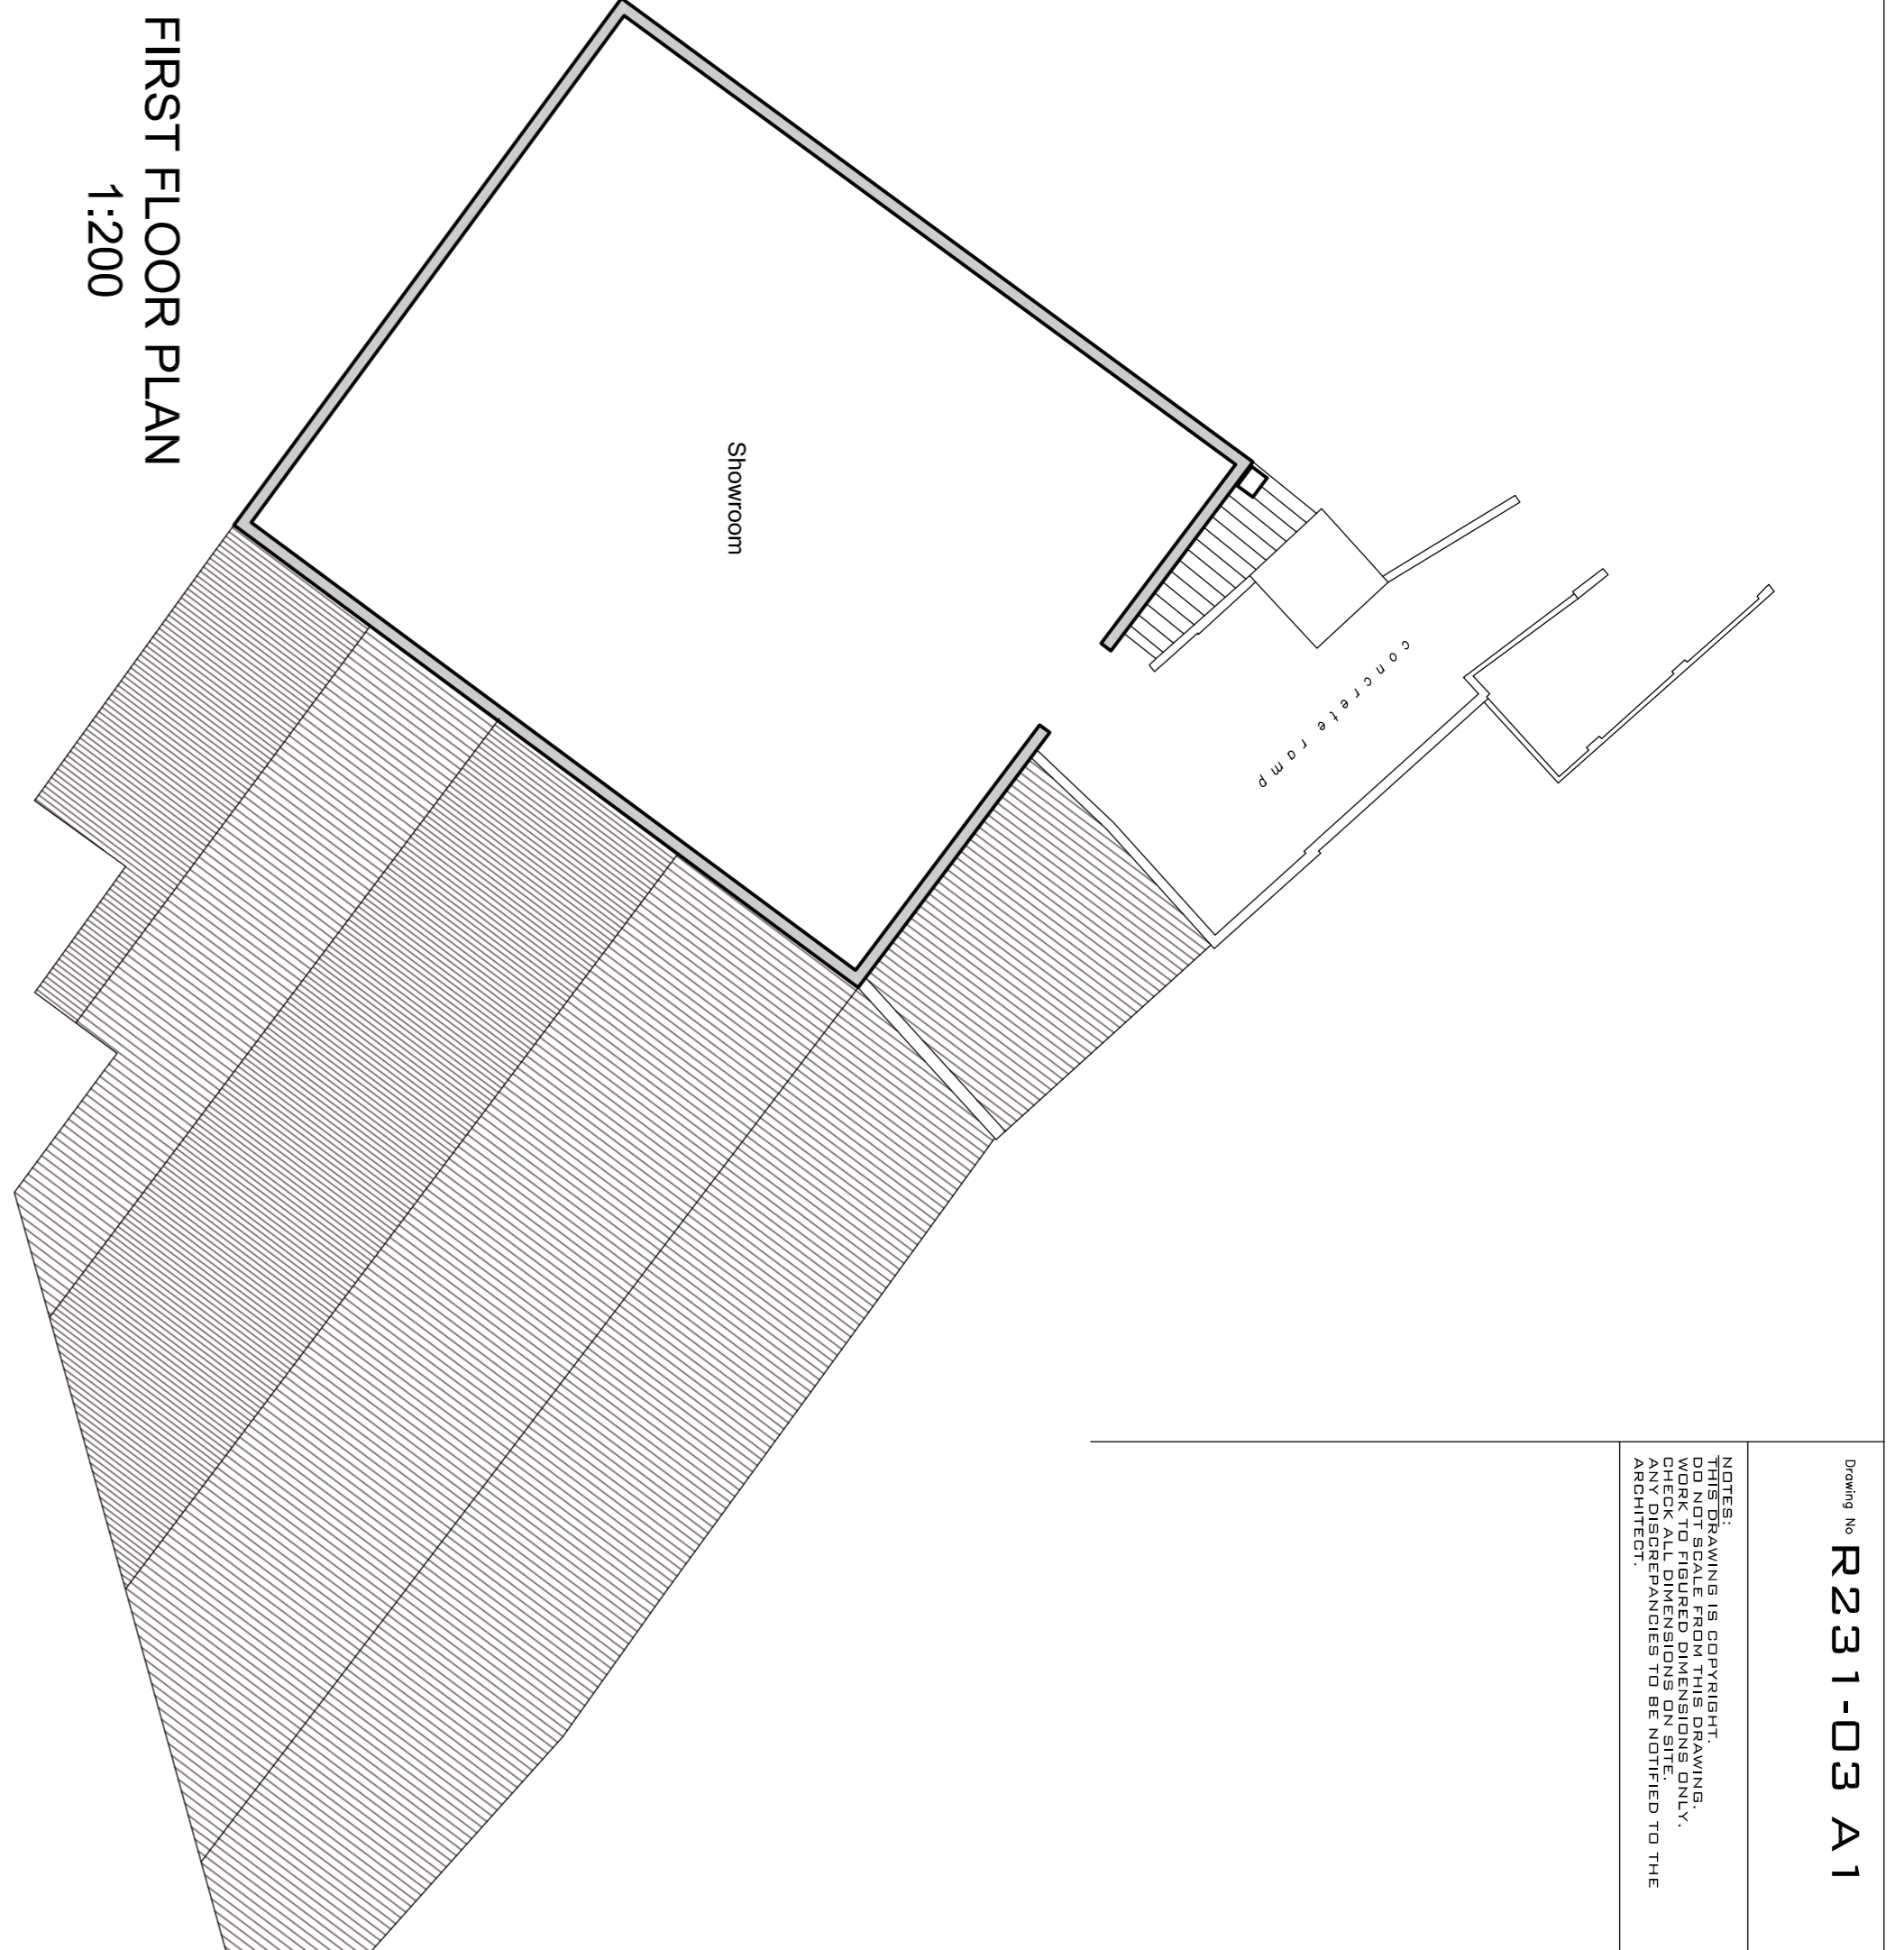 Drawing No R231-03 A1
NOTES:
THIS DRAWING IS COPYRIGHT.
DO NOT SCALE FROM THIS DRAWING.
WORK TO FIGURED DIMENSIONS ONLY.
CHECK ALL DIMENSIONS ON SITE.
ANY DISCREPANCIES TO BE NOTIFIED TO THE
ARCHITECT.
concrete ramp
Showroom
FIRST FLOOR PLAN
1:200